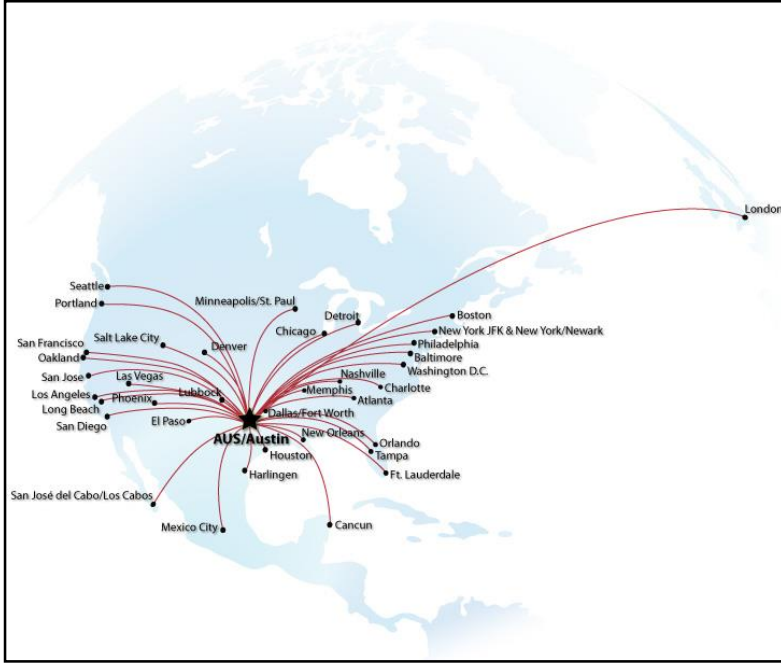 London
Seattle
Portland
Minneapolis/St. Paul
Detroit
Boston
Chicago
New York JFK & New York/Newark
Salt Lake City
Denver
Philadelphia
San Francisco
Oakland
Baltimore
Washington D.C.
San Jose
Las Vegas
Nashville
Charlotte
Los Angeles
Lubbock
Memphis
Long Beach
Phoenix
Atlanta
Dallas/Fort Worth
San Diego
El Paso
AUS/Austin
New Orleans
Orlando
Houston
Tampa
Harlingen
Ft. Lauderdale
San José del Cabo/Los Cabos
Mexico City
Cancun